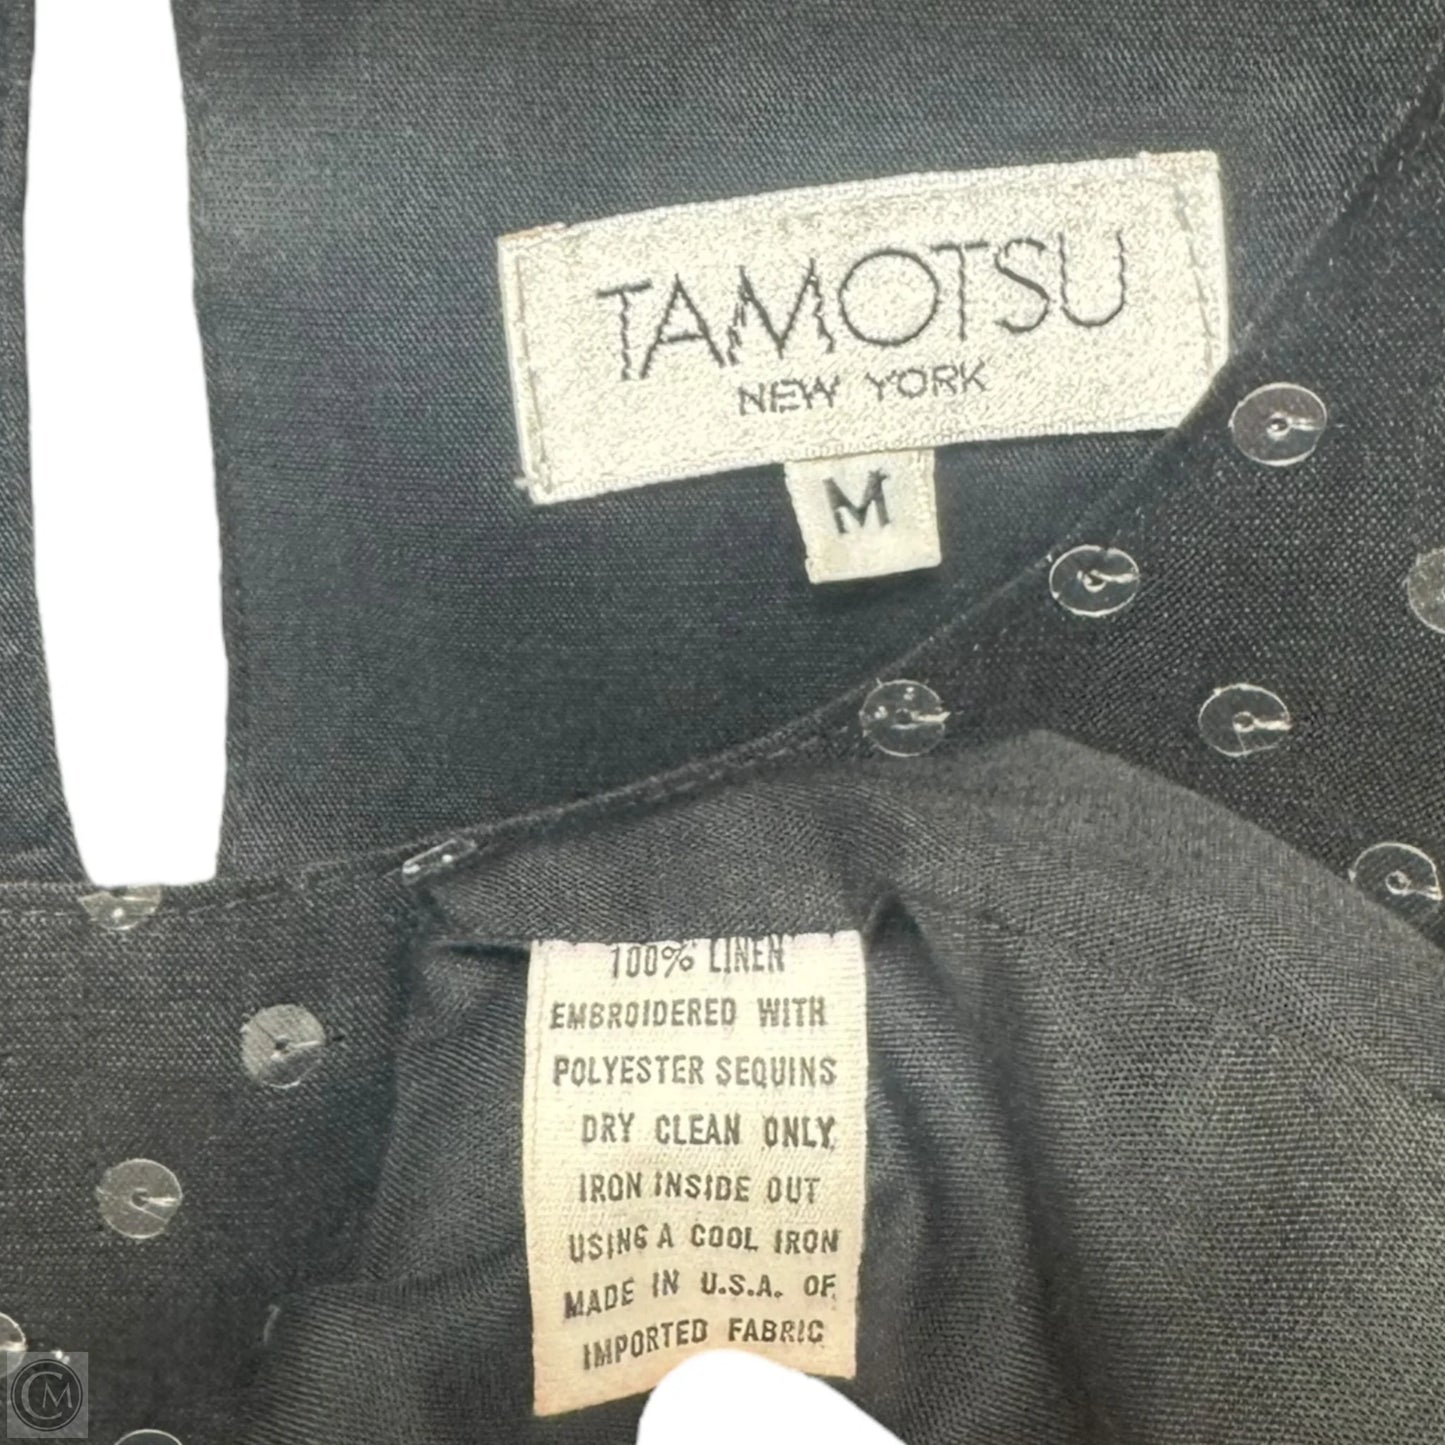 TAMOTSU
NEW YORK
M
100% LINEN
EMBROIDERED WITH
POLYESTER SEQUINS
DRY CLEAN ONLY
IRON INSIDE OUT
USING A COOL IRON
MADE IN U.S.A. OF
IMPORTED FABRIC
CM